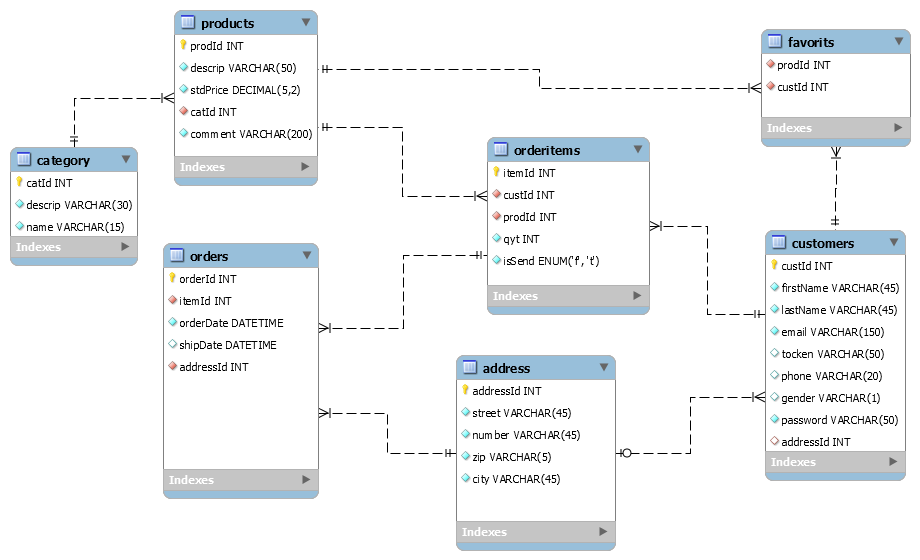 products
prodId INT
descrip VARCHAR(50)
stdPrice DECIMAL(5,2)
catId INT
comment VARCHAR(200)
Indexes
favorits
prodId INT
custId INT
Indexes
category
catId INT
descrip VARCHAR(30)
name VARCHAR(15)
Indexes
orderitems
itemId INT
custId INT
prodId INT
qyt INT
isSend ENUM('f','t')
Indexes
orders
orderId INT
itemId INT
orderDate DATETIME
shipDate DATETIME
addressId INT
Indexes
customers
custId INT
firstName VARCHAR(45)
lastName VARCHAR(45)
email VARCHAR(150)
tocken VARCHAR(50)
phone VARCHAR(20)
gender VARCHAR(1)
password VARCHAR(50)
addressId INT
Indexes
address
addressId INT
street VARCHAR(45)
number VARCHAR(45)
zip VARCHAR(5)
city VARCHAR(45)
Indexes